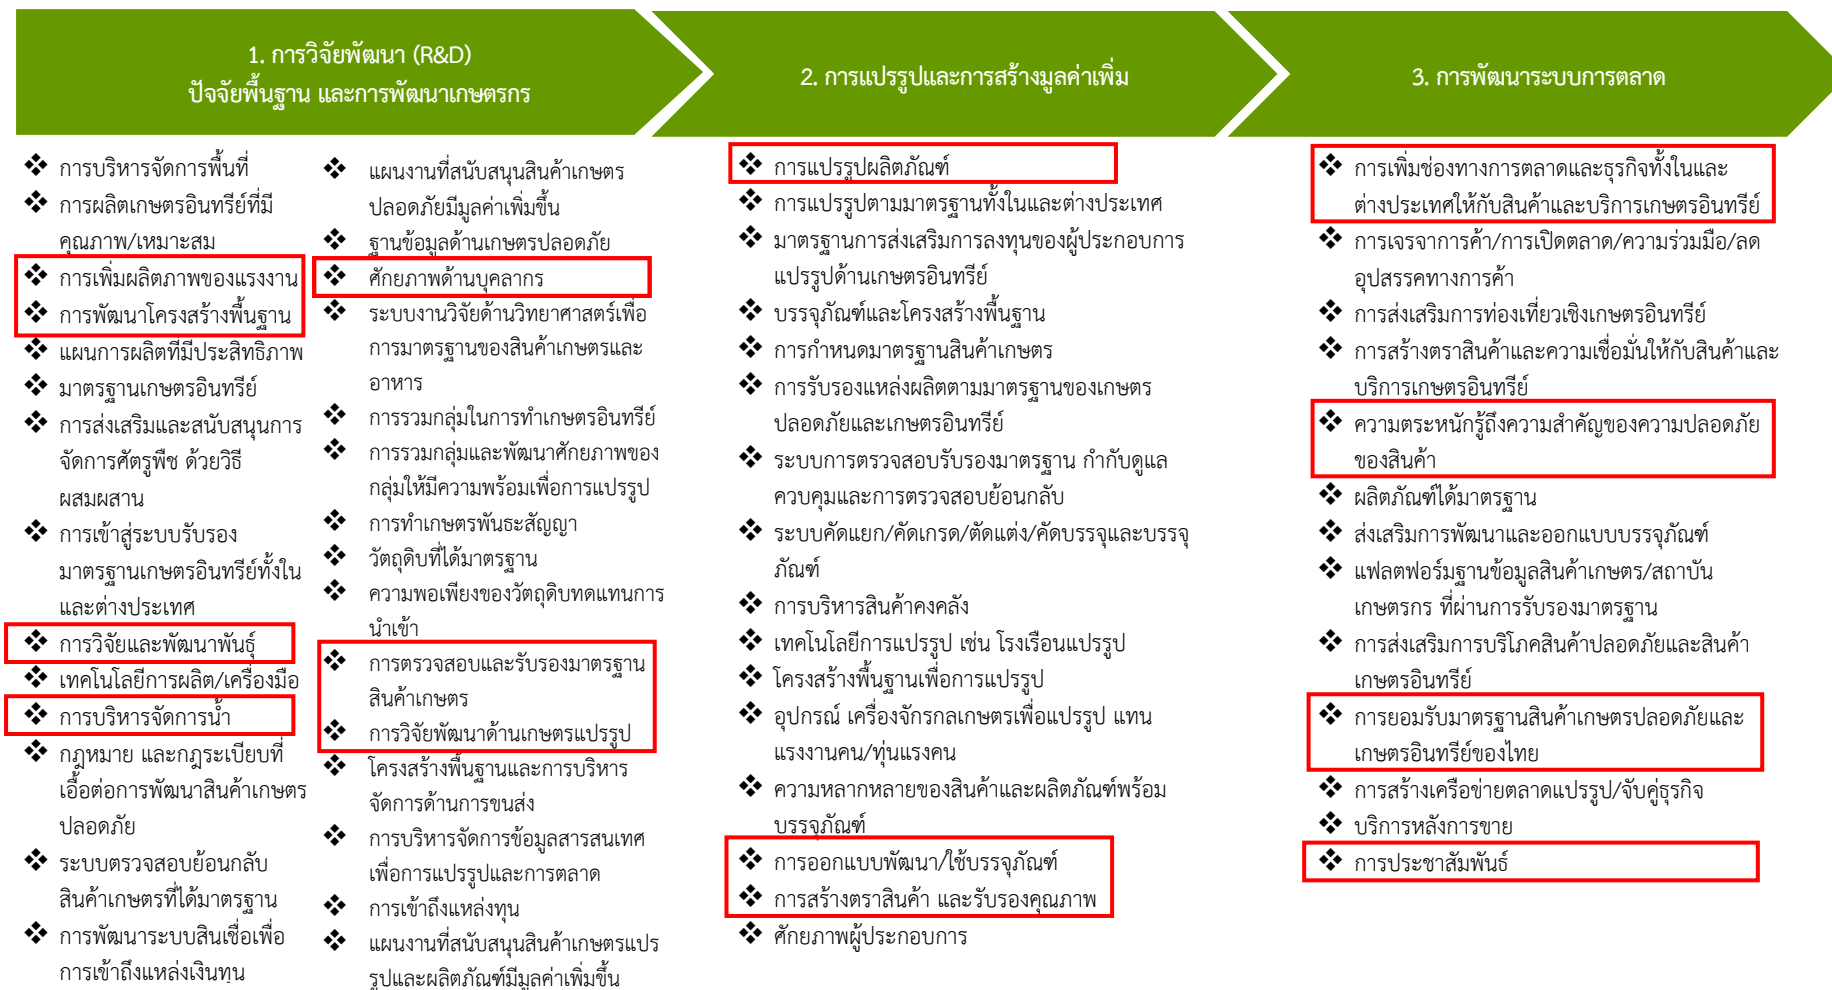 1. การวิจัยพัฒนา (R&D)
ปัจจัยพื้นฐาน และการพัฒนาเกษตรกร
2. การแปรรูปและการสร้างมูลค่าเพิ่ม
3. การพัฒนาระบบการตลาด
❖ การบริหารจัดการพื้นที่
❖ การผลิตเกษตรอินทรีย์ที่มี
คุณภาพ/เหมาะสม
❖ การเพิ่มผลิตภาพของแรงงาน
❖ การพัฒนาโครงสร้างพื้นฐาน
❖ แผนการผลิตที่มีประสิทธิภาพ
❖ มาตรฐานเกษตรอินทรีย์
❖ การส่งเสริมและสนับสนุนการ
จัดการศัตรูพืช ด้วยวิธี
ผสมผสาน
❖ การเข้าสู่ระบบรับรอง
มาตรฐานเกษตรอินทรีย์ทั้งใน
และต่างประเทศ
❖ การวิจัยและพัฒนาพันธุ์
❖ เทคโนโลยีการผลิต/เครื่องมือ
❖ การบริหารจัดการน้ำ
❖ กฎหมาย และกฎระเบียบที่
เอื้อต่อการพัฒนาสินค้าเกษตร
ปลอดภัย
❖ ระบบตรวจสอบย้อนกลับ
สินค้าเกษตรที่ได้มาตรฐาน
❖ การพัฒนาระบบสินเชื่อเพื่อ
การเข้าถึงแหล่งเงินทุน
❖ แผนงานที่สนับสนุนสินค้าเกษตร
ปลอดภัยมีมูลค่าเพิ่มขึ้น
❖ ฐานข้อมูลด้านเกษตรปลอดภัย
❖ ศักยภาพด้านบุคลากร
❖ ระบบงานวิจัยด้านวิทยาศาสตร์เพื่อ
การมาตรฐานของสินค้าเกษตรและ
อาหาร
❖ การรวมกลุ่มในการทำเกษตรอินทรีย์
❖ การรวมกลุ่มและพัฒนาศักยภาพของ
กลุ่มให้มีความพร้อมเพื่อการแปรรูป
❖ การทำเกษตรพันธะสัญญา
❖ วัตถุดิบที่ได้มาตรฐาน
❖ ความพอเพียงของวัตถุดิบทดแทนการ
นำเข้า
❖ การตรวจสอบและรับรองมาตรฐาน
สินค้าเกษตร
❖ การวิจัยพัฒนาด้านเกษตรแปรรูป
❖ โครงสร้างพื้นฐานและการบริหาร
จัดการด้านการขนส่ง
❖ การบริหารจัดการข้อมูลสารสนเทศ
เพื่อการแปรรูปและการตลาด
❖ การเข้าถึงแหล่งทุน
❖ แผนงานที่สนับสนุนสินค้าเกษตรแปร
รูปและผลิตภัณฑ์มีมูลค่าเพิ่มขึ้น
❖ การแปรรูปผลิตภัณฑ์
❖ การแปรรูปตามมาตรฐานทั้งในและต่างประเทศ
❖ มาตรฐานการส่งเสริมการลงทุนของผู้ประกอบการ
แปรรูปด้านเกษตรอินทรีย์
❖ บรรจุภัณฑ์และโครงสร้างพื้นฐาน
❖ การกำหนดมาตรฐานสินค้าเกษตร
❖ การรับรองแหล่งผลิตตามมาตรฐานของเกษตร
ปลอดภัยและเกษตรอินทรีย์
❖ ระบบการตรวจสอบรับรองมาตรฐาน กำกับดูแล
ควบคุมและการตรวจสอบย้อนกลับ
❖ ระบบคัดแยก/คัดเกรด/ตัดแต่ง/คัดบรรจุและบรรจุ
ภัณฑ์
❖ การบริหารสินค้าคงคลัง
❖ เทคโนโลยีการแปรรูป เช่น โรงเรือนแปรรูป
❖ โครงสร้างพื้นฐานเพื่อการแปรรูป
❖ อุปกรณ์ เครื่องจักรกลเกษตรเพื่อแปรรูป แทน
แรงงานคน/ทุ่นแรงคน
❖ ความหลากหลายของสินค้าและผลิตภัณฑ์พร้อม
บรรจุภัณฑ์
❖ การออกแบบพัฒนา/ใช้บรรจุภัณฑ์
❖ การสร้างตราสินค้า และรับรองคุณภาพ
❖ ศักยภาพผู้ประกอบการ
❖ การเพิ่มช่องทางการตลาดและธุรกิจทั้งในและ
ต่างประเทศให้กับสินค้าและบริการเกษตรอินทรีย์
❖ การเจรจาการค้า/การเปิดตลาด/ความร่วมมือ/ลด
อุปสรรคทางการค้า
❖ การส่งเสริมการท่องเที่ยวเชิงเกษตรอินทรีย์
❖ การสร้างตราสินค้าและความเชื่อมั่นให้กับสินค้าและ
บริการเกษตรอินทรีย์
❖ ความตระหนักรู้ถึงความสำคัญของความปลอดภัย
ของสินค้า
❖ ผลิตภัณฑ์ได้มาตรฐาน
❖ ส่งเสริมการพัฒนาและออกแบบบรรจุภัณฑ์
❖ แฟลตฟอร์มฐานข้อมูลสินค้าเกษตร/สถาบัน
เกษตรกร ที่ผ่านการรับรองมาตรฐาน
❖ การส่งเสริมการบริโภคสินค้าปลอดภัยและสินค้า
เกษตรอินทรีย์
❖ การยอมรับมาตรฐานสินค้าเกษตรปลอดภัยและ
เกษตรอินทรีย์ของไทย
❖ การสร้างเครือข่ายตลาดแปรรูป/จับคู่ธุรกิจ
❖ บริการหลังการขาย
❖ การประชาสัมพันธ์